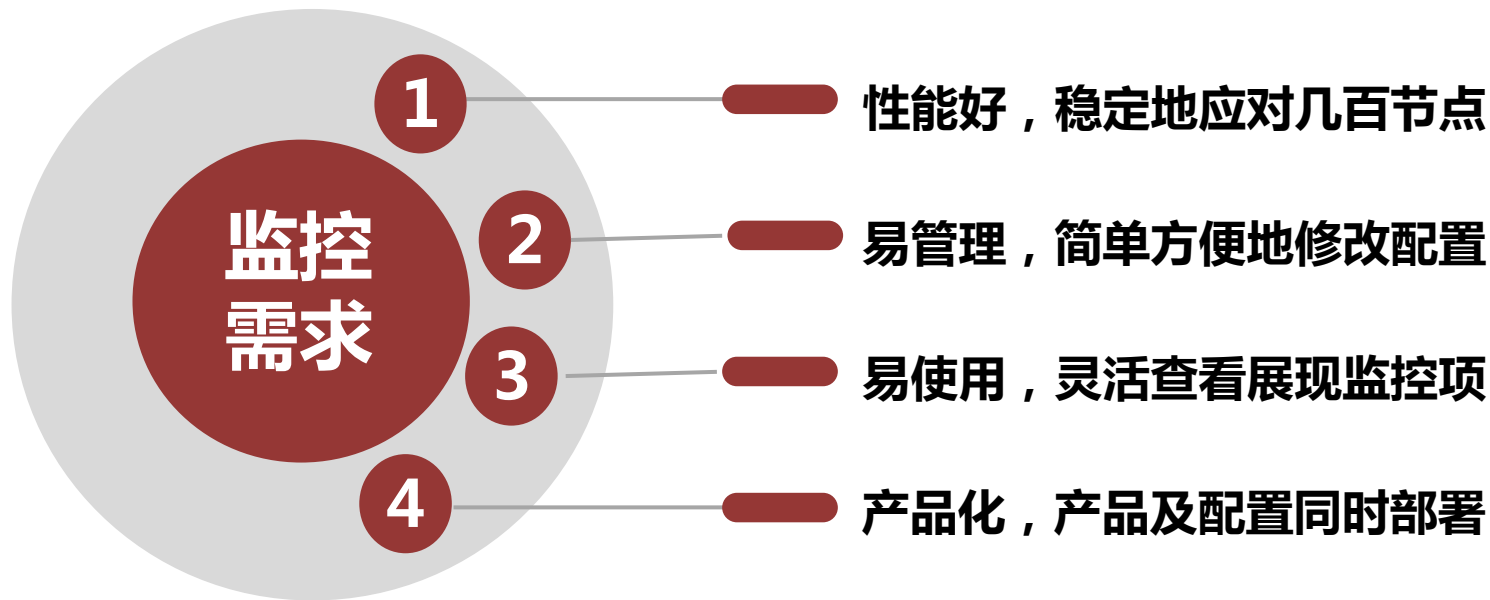 监控
需求
1
性能好，稳定地应对几百节点
2
易管理，简单方便地修改配置
3
易使用，灵活查看展现监控项
4
产品化，产品及配置同时部署